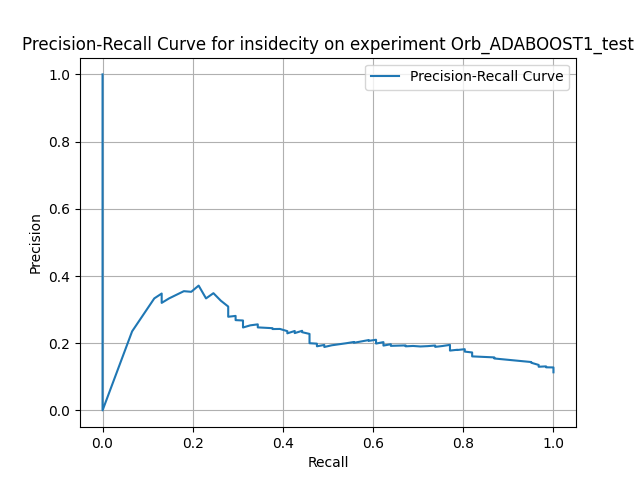 Precision-Recall Curve for insidecity on experiment Orb_ADABOOST1_test
Precision-Recall Curve
1.0
0.8
0.6
0.4
0.2
0.0
Precision
0.0 0.2 0.4 0.6 0.8 1.0
Recall